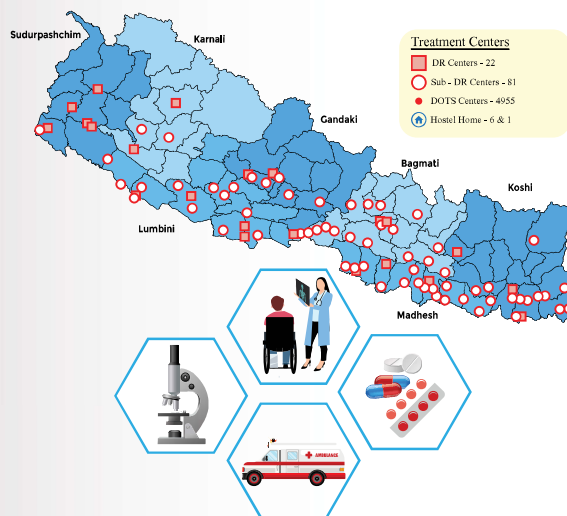 Sudurpashchim
Karnali
Treatment Centers
DR Centers - 22
Sub - DR Centers - 81
DOTS Centers - 4955
Hostel Home - 6 & 1
Gandaki
Bagmati
Koshi
Lumbini
Madhesh
AMBULANCE